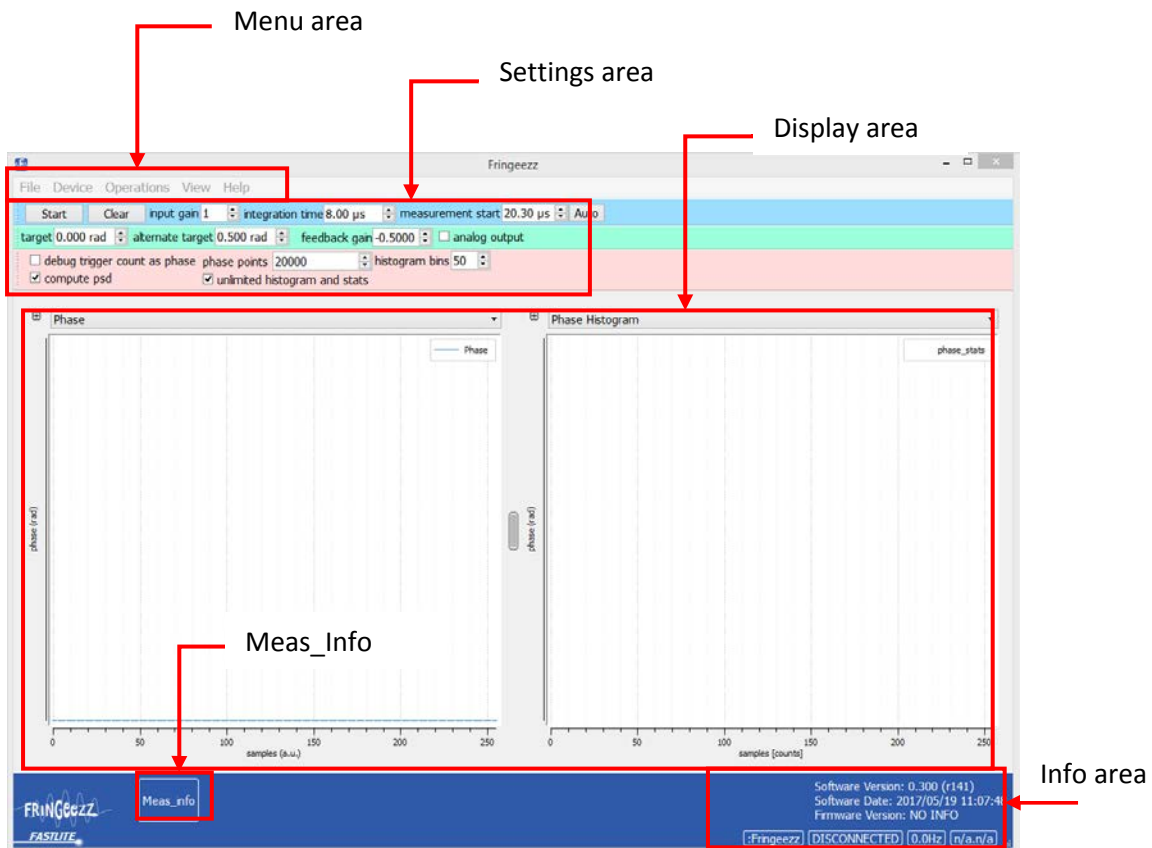 Menu area
Settings area
Display area
Fringeezz
File Device Operations View Help
Start Clear input gain 1 integration time 8.00 µs measurement start 20.30 µs Auto
target 0.000 rad alternate target 0.500 rad feedback gain -0.5000 analog output
debug trigger count as phase phase points 20000 histogram bins 50
compute psd unlimited histogram and stats
Phase Phase Histogram
Phase phase_stats
phase (rad) phase (rad)
Meas_Info
0 50 100 150 200 250 0 50 100 150 200 250
samples (a.u.) samples [counts]
Info area
Meas_info
FRINGeezz
FASTLITE
Software Version: 0.300 (r141)
Software Date: 2017/05/19 11:07:48
Firmware Version: NO INFO
:Fringeezz DISCONNECTED 0.0Hz n/a.n/a